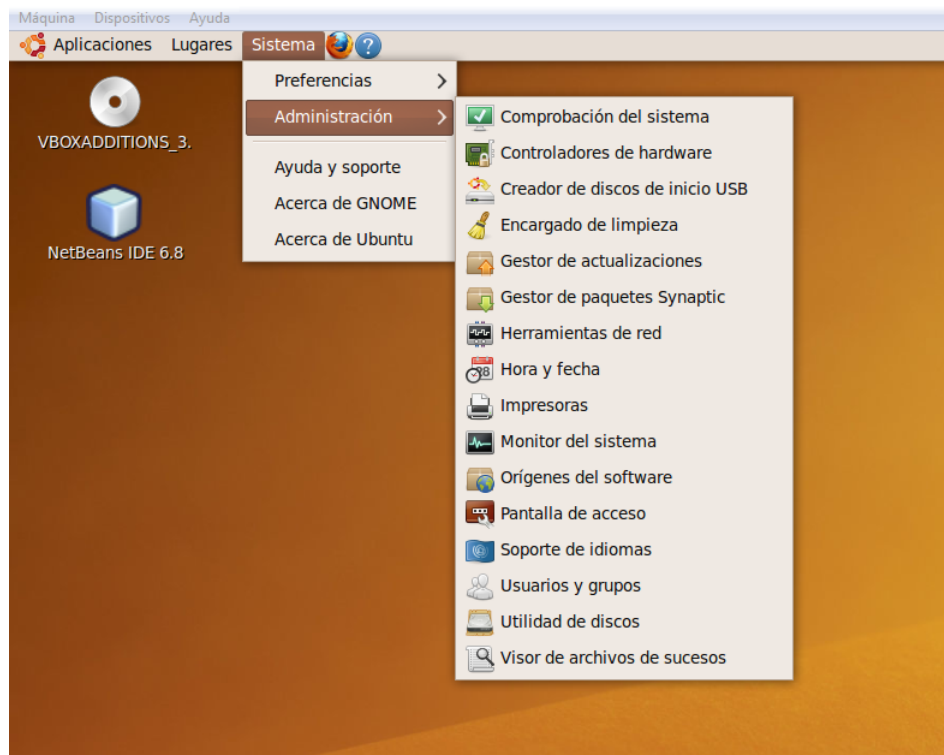 Máquina Dispositivos Ayuda
Aplicaciones Lugares Sistema
Preferencias
Administración
Ayuda y soporte
Acerca de GNOME
Acerca de Ubuntu
Comprobación del sistema
Controladores de hardware
Creador de discos de inicio USB
Encargado de limpieza
Gestor de actualizaciones
Gestor de paquetes Synaptic
Herramientas de red
Hora y fecha
Impresoras
Monitor del sistema
Orígenes del software
Pantalla de acceso
Soporte de idiomas
Usuarios y grupos
Utilidad de discos
Visor de archivos de sucesos
VBOXADDITIONS_3.
NetBeans IDE 6.8